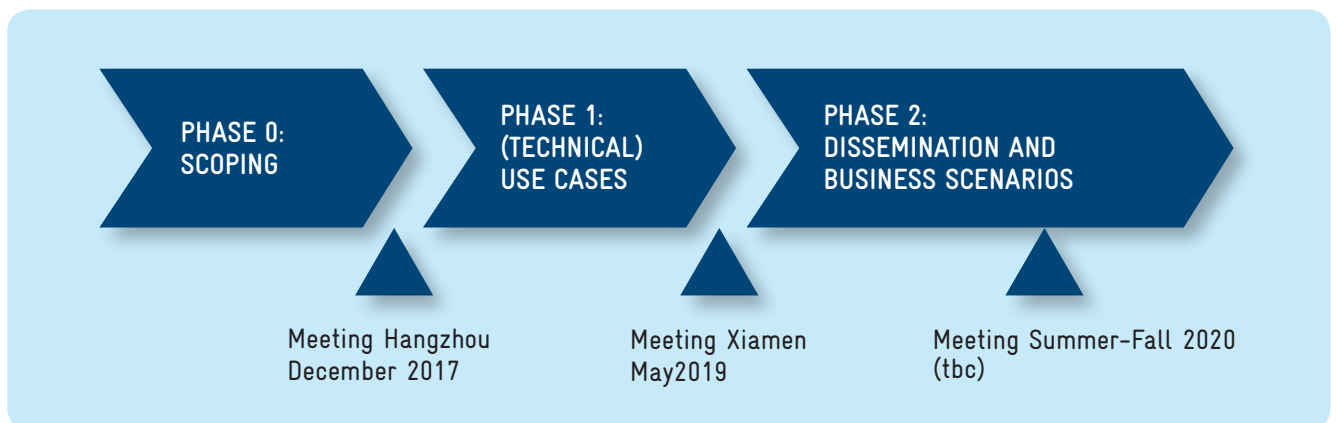 PHASE 0:
SCOPING
PHASE 1:
(TECHNICAL)
USE CASES
PHASE 2:
DISSEMINATION AND
BUSINESS SCENARIOS
Meeting Hangzhou
December 2017
Meeting Xiamen
May2019
Meeting Summer-Fall 2020
(tbc)